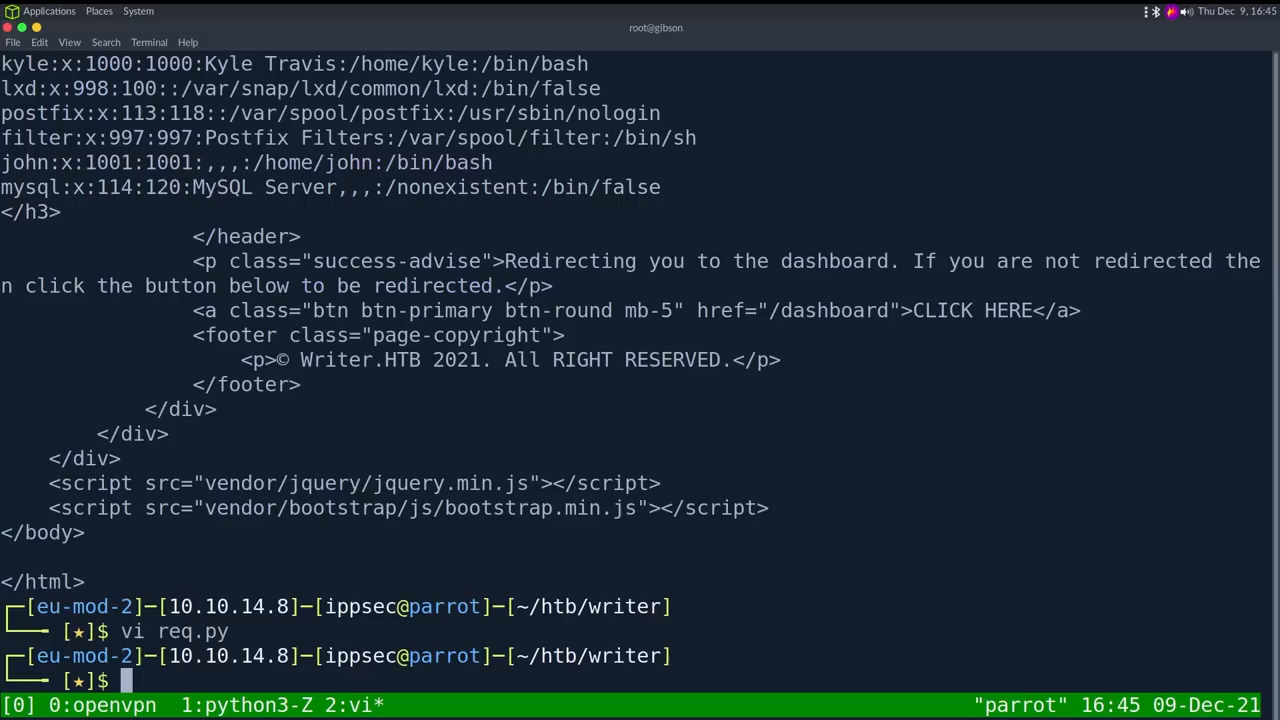 Applications Places System Thu Dec 9, 16:45
root@gibson
File Edit View Search Terminal Help
kyle:x:1000:1000:Kyle Travis:/home/kyle:/bin/bash
lxd:x:998:100::/var/snap/lxd/common/lxd:/bin/false
postfix:x:113:118::/var/spool/postfix:/usr/sbin/nologin
filter:x:997:997:Postfix Filters:/var/spool/filter:/bin/sh
john:x:1001:1001:,,,:/home/john:/bin/bash
mysql:x:114:120:MySQL Server,,,:/nonexistent:/bin/false
</h3>
</header>
<p class="success-advise">Redirecting you to the dashboard. If you are not redirected the
n click the button below to be redirected.</p>
<a class="btn btn-primary btn-round mb-5" href="/dashboard">CLICK HERE</a>
<footer class="page-copyright">
<p>© Writer.HTB 2021. All RIGHT RESERVED.</p>
</footer>
</div>
</div>
</div>
<script src="vendor/jquery/jquery.min.js"></script>
<script src="vendor/bootstrap/js/bootstrap.min.js"></script>
</body>
</html>
┌─[eu-mod-2]─[10.10.14.8]─[ippsec@parrot]─[~/htb/writer]
└──╼ [★]$ vi req.py
┌─[eu-mod-2]─[10.10.14.8]─[ippsec@parrot]─[~/htb/writer]
└──╼ [★]$
[0] 0:openvpn 1:python3-Z 2:vi* "parrot" 16:45 09-Dec-21